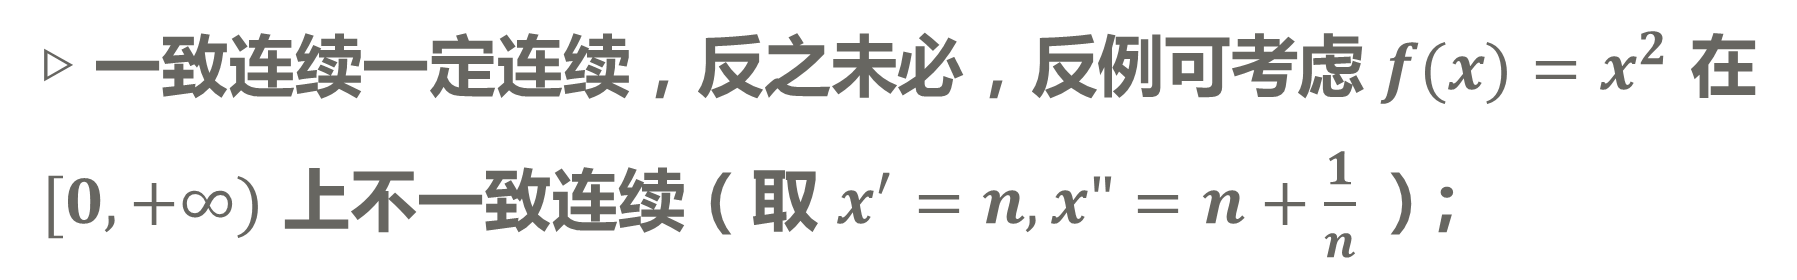 ▷ 一致连续一定连续，反之未必，反例可考虑 f(x) = x² 在
[0, +∞) 上不一致连续（取 x′ = n, x" = n + 1/n ）；